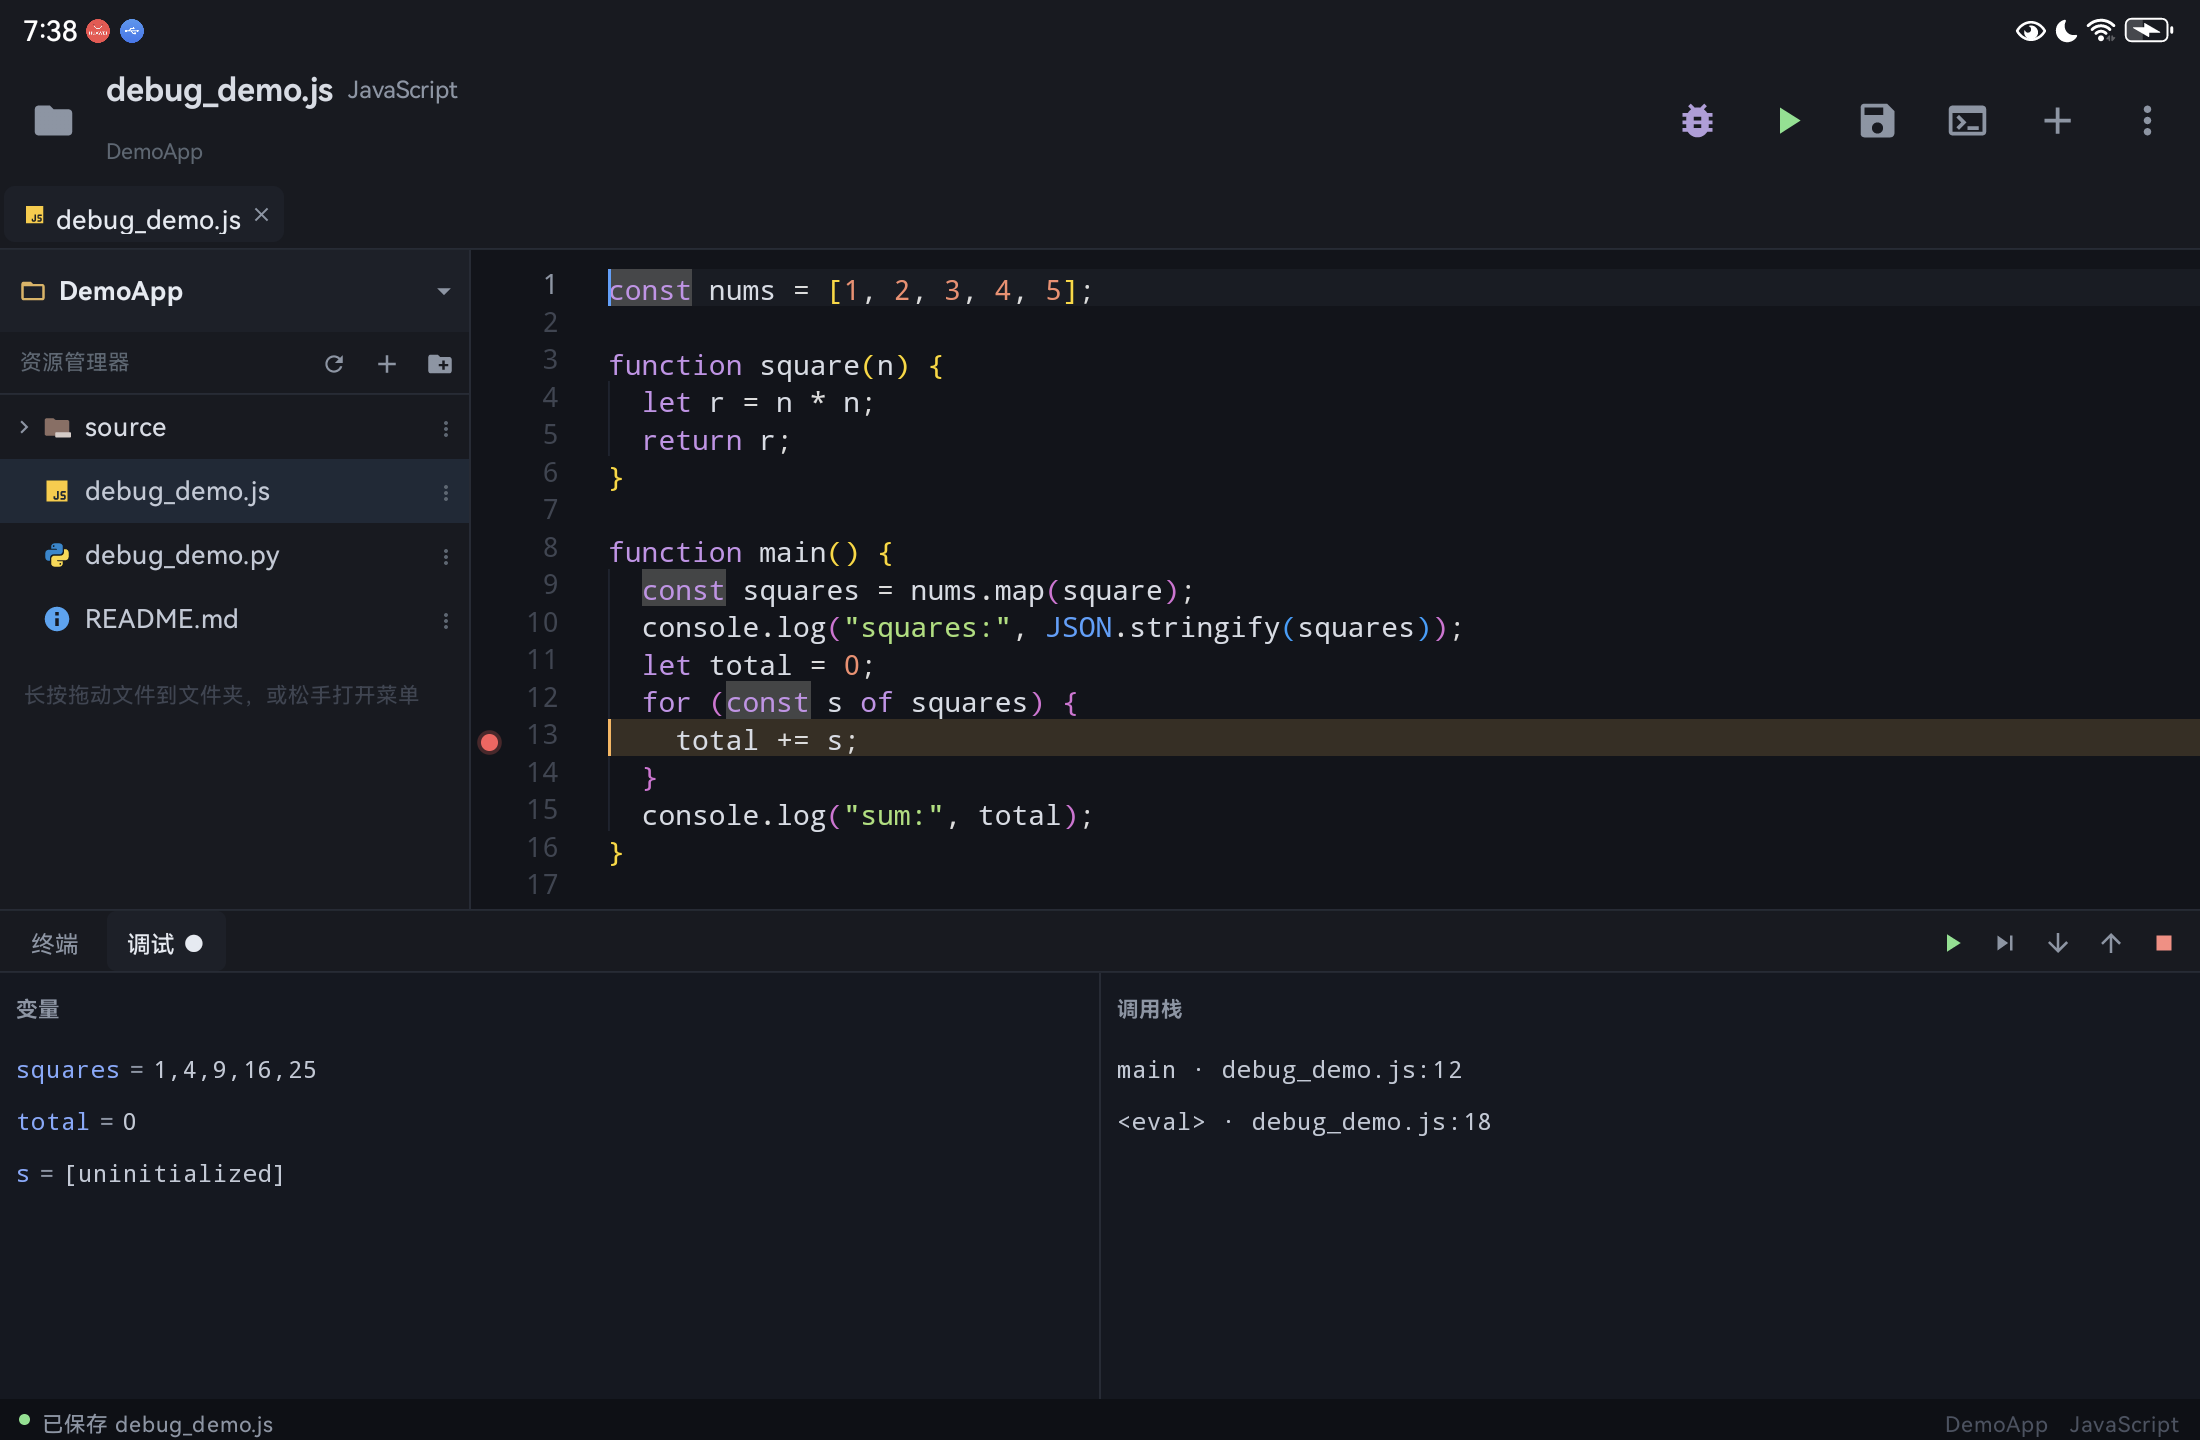 7:38
debug_demo.js JavaScript
DemoApp
debug_demo.js
DemoApp
资源管理器
source
debug_demo.js
debug_demo.py
README.md
长按拖动文件到文件夹，或松手打开菜单
1 const nums = [1, 2, 3, 4, 5];
2
3 function square(n) {
4   let r = n * n;
5   return r;
6 }
7
8 function main() {
9   const squares = nums.map(square);
10   console.log("squares:", JSON.stringify(squares));
11   let total = 0;
12   for (const s of squares) {
13     total += s;
14   }
15   console.log("sum:", total);
16 }
17
终端 调试
变量
squares = 1,4,9,16,25
total = 0
s = [uninitialized]
调用栈
main · debug_demo.js:12
<eval> · debug_demo.js:18
已保存 debug_demo.js
DemoApp JavaScript